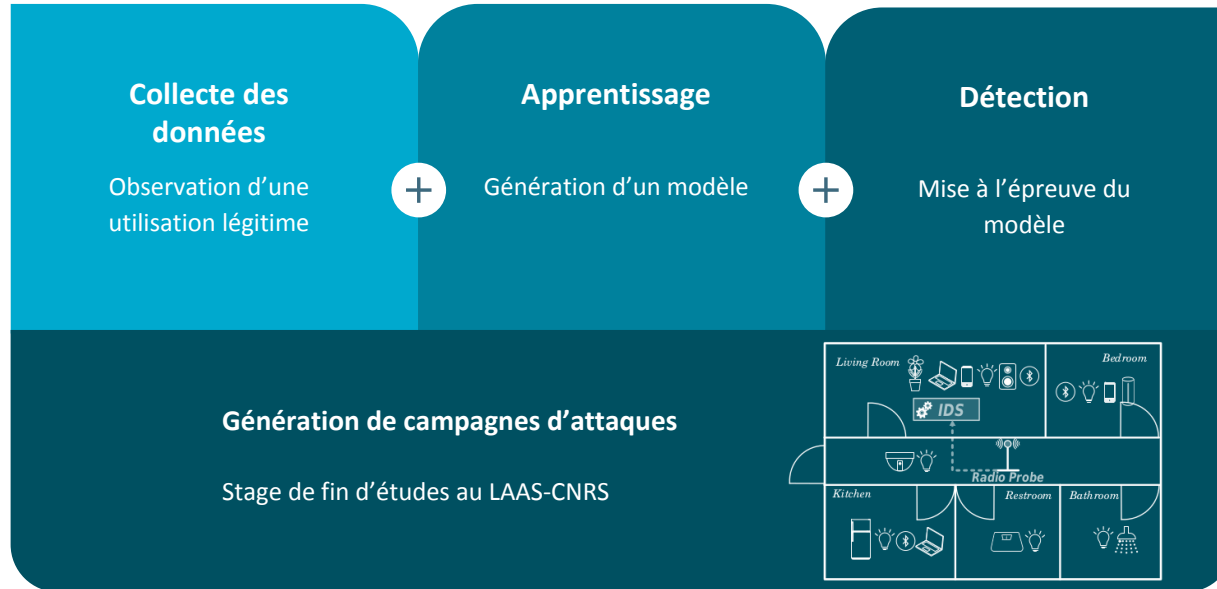 Collecte des
données
Observation d’une
utilisation légitime
+
Apprentissage
Génération d’un modèle
+
Détection
Mise à l’épreuve du
modèle
Génération de campagnes d’attaques
Stage de fin d’études au LAAS-CNRS
Living Room
Bedroom
IDS
Radio Probe
Kitchen
Restroom
Bathroom